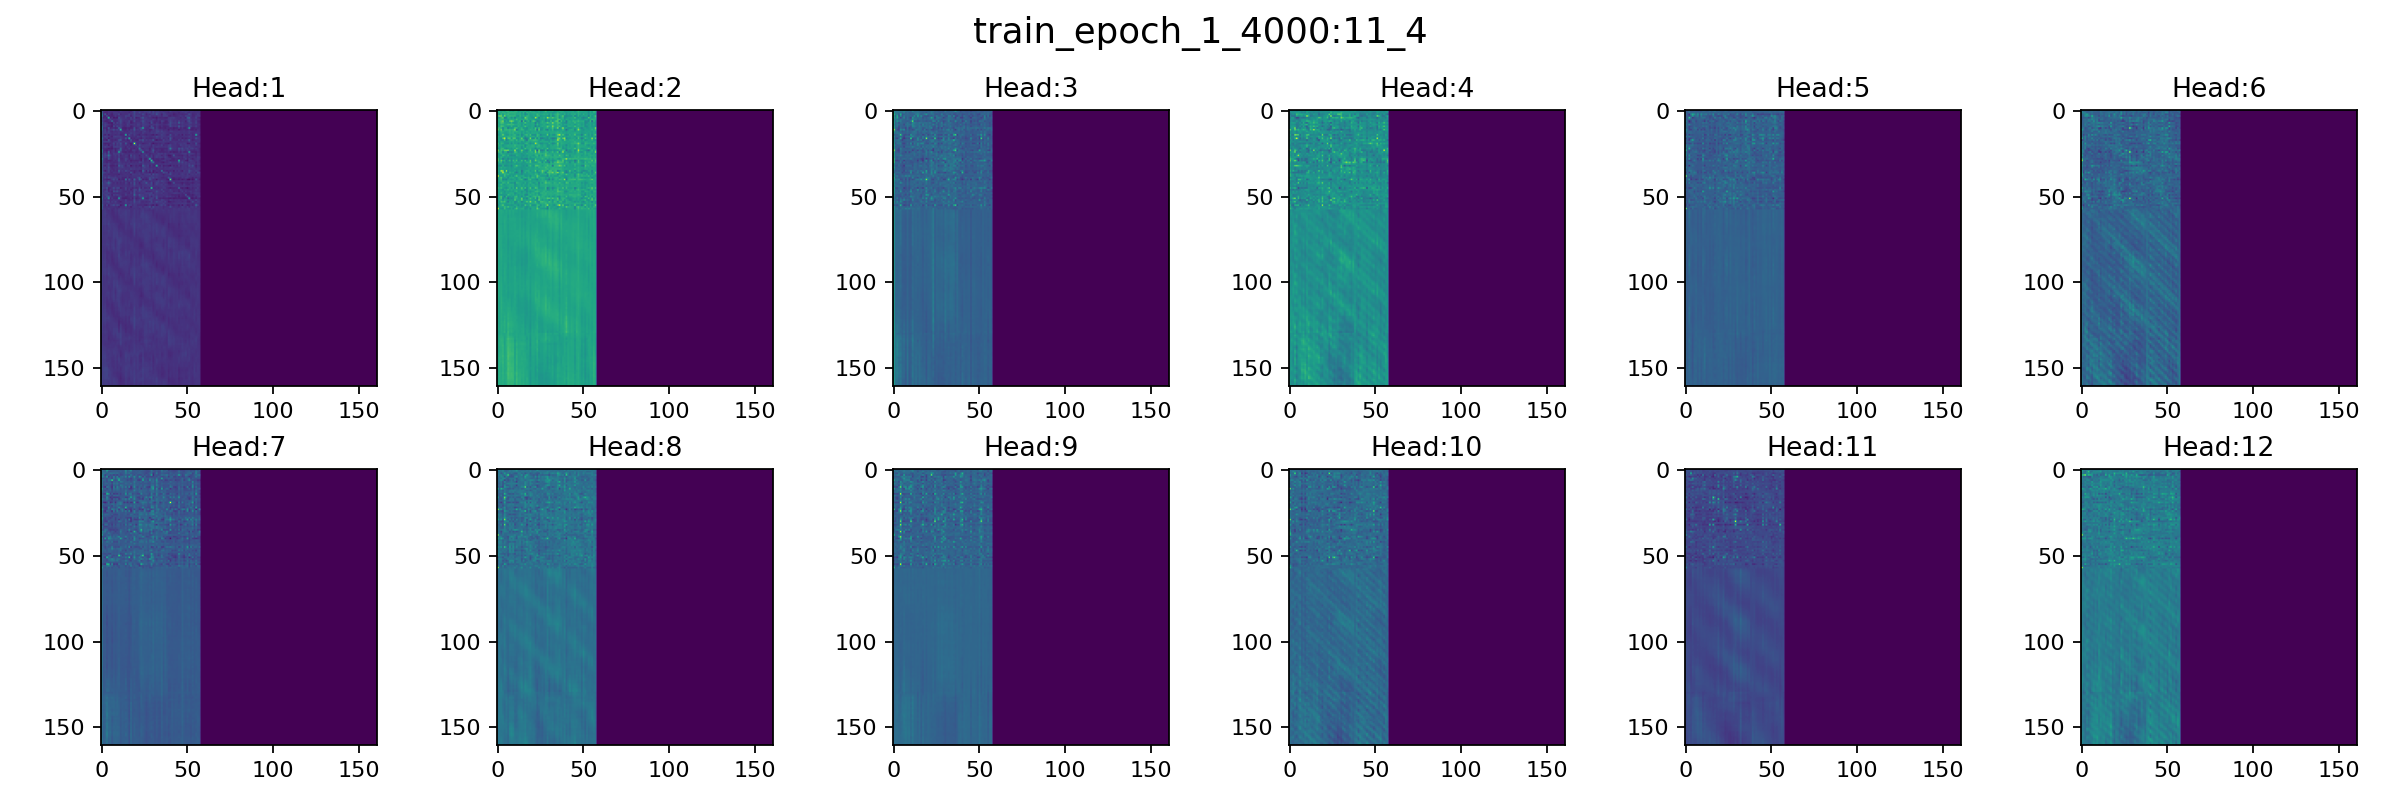 train_epoch_1_4000:11_4
Head:1 Head:2 Head:3 Head:4 Head:5 Head:6
0 0 0 0 0 0
50 50 50 50 50 50
100 100 100 100 100 100
150 150 150 150 150 150
0 50 100 150 0 50 100 150 0 50 100 150 0 50 100 150 0 50 100 150 0 50 100 150
Head:7 Head:8 Head:9 Head:10 Head:11 Head:12
0 0 0 0 0 0
50 50 50 50 50 50
100 100 100 100 100 100
150 150 150 150 150 150
0 50 100 150 0 50 100 150 0 50 100 150 0 50 100 150 0 50 100 150 0 50 100 150